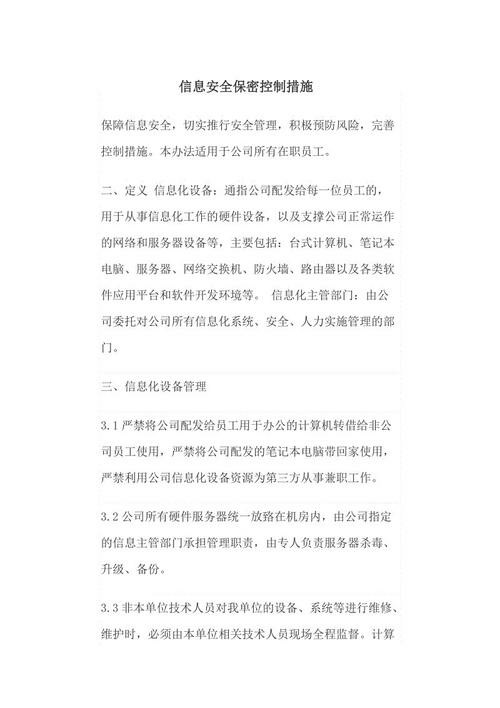 信息安全保密控制措施
保障信息安全，切实推行安全管理，积极预防风险，完善
控制措施。本办法适用于公司所有在职员工。
二、定义 信息化设备：通指公司配发给每一位员工的，
用于从事信息化工作的硬件设备，以及支撑公司正常运作
的网络和服务器设备等，主要包括：台式计算机、笔记本
电脑、服务器、网络交换机、防火墙、路由器以及各类软
件应用平台和软件开发环境等。 信息化主管部门：由公
司委托对公司所有信息化系统、安全、人力实施管理的部
门。
三、信息化设备管理
3.1 严禁将公司配发给员工用于办公的计算机转借给非公
司员工使用，严禁将公司配发的笔记本电脑带回家使用，
严禁利用公司信息化设备资源为第三方从事兼职工作。
3.2 公司所有硬件服务器统一放臵在机房内，由公司指定
的信息主管部门承担管理职责，由专人负责服务器杀毒、
升级、备份。
3.3 非本单位技术人员对我单位的设备、系统等进行维修、
维护时，必须由本单位相关技术人员现场全程监督。计算